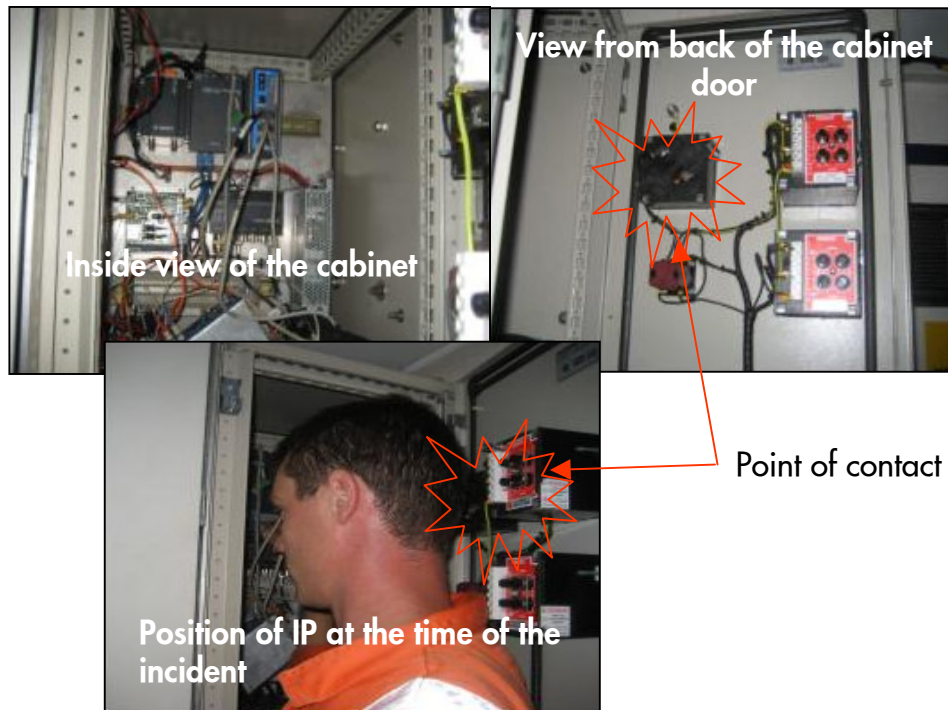 Inside view of the cabinet
View from back of the cabinet
door
Point of contact
Position of IP at the time of the
incident